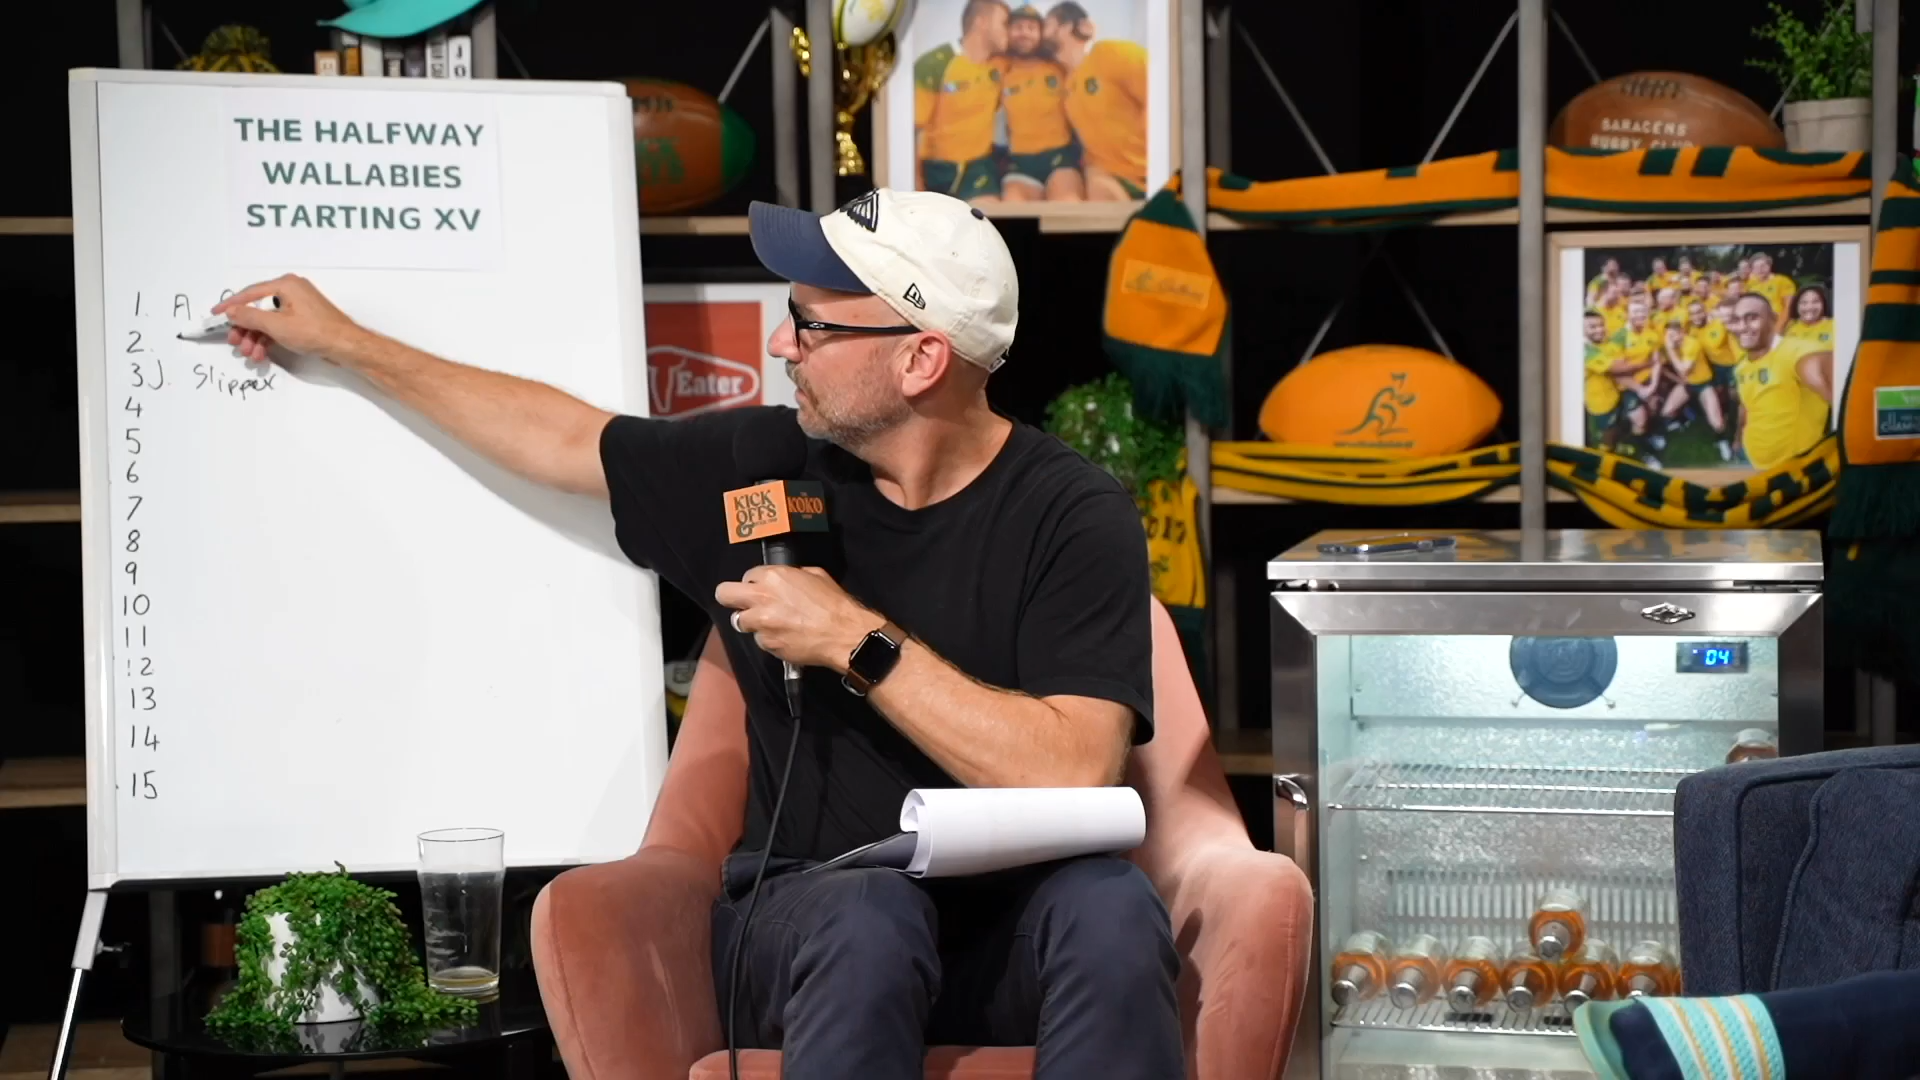 THE HALFWAY
WALLABIES
STARTING XV
1. A
2.
3 J. Slipper
4
5
6
7
8
9
10
11
12
13
14
15
KICK
OFFS
&
THE
KOKO
Eater
SARACENS
RUGBY CLUB
04